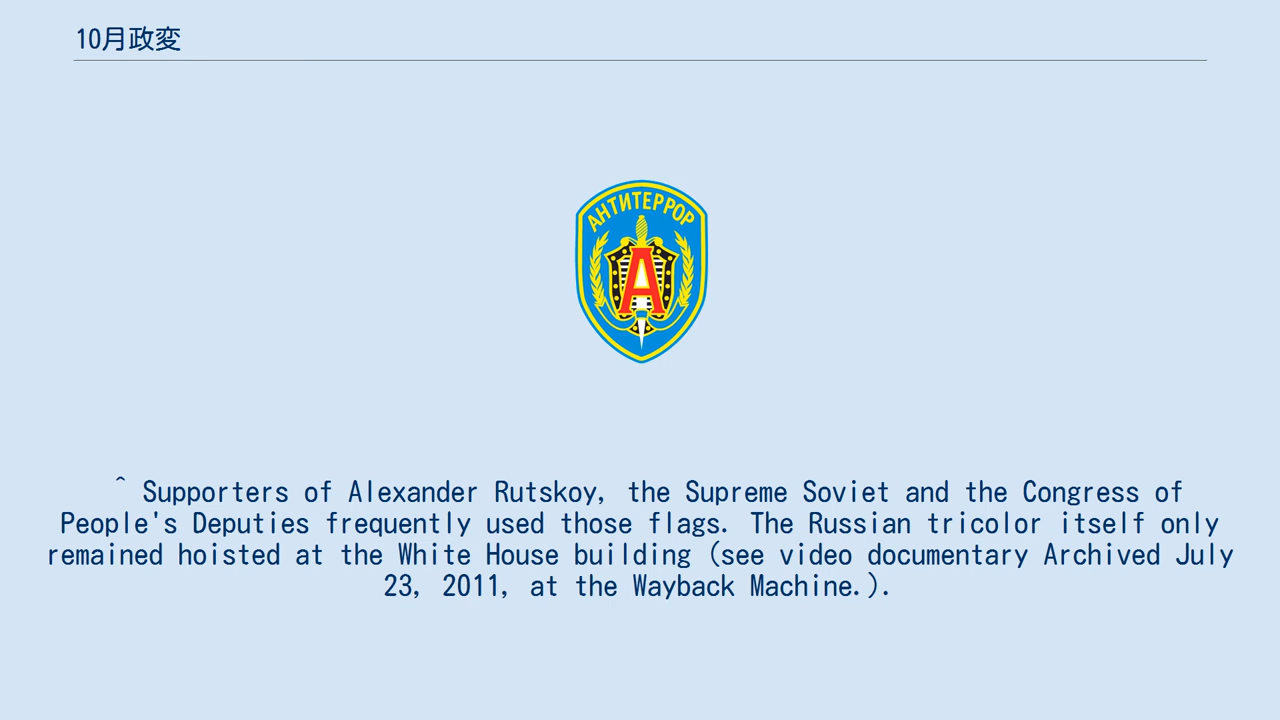 10月政変
АНТИТЕРРОР
А
^ Supporters of Alexander Rutskoy, the Supreme Soviet and the Congress of
People's Deputies frequently used those flags. The Russian tricolor itself only
remained hoisted at the White House building (see video documentary Archived July
23, 2011, at the Wayback Machine.).